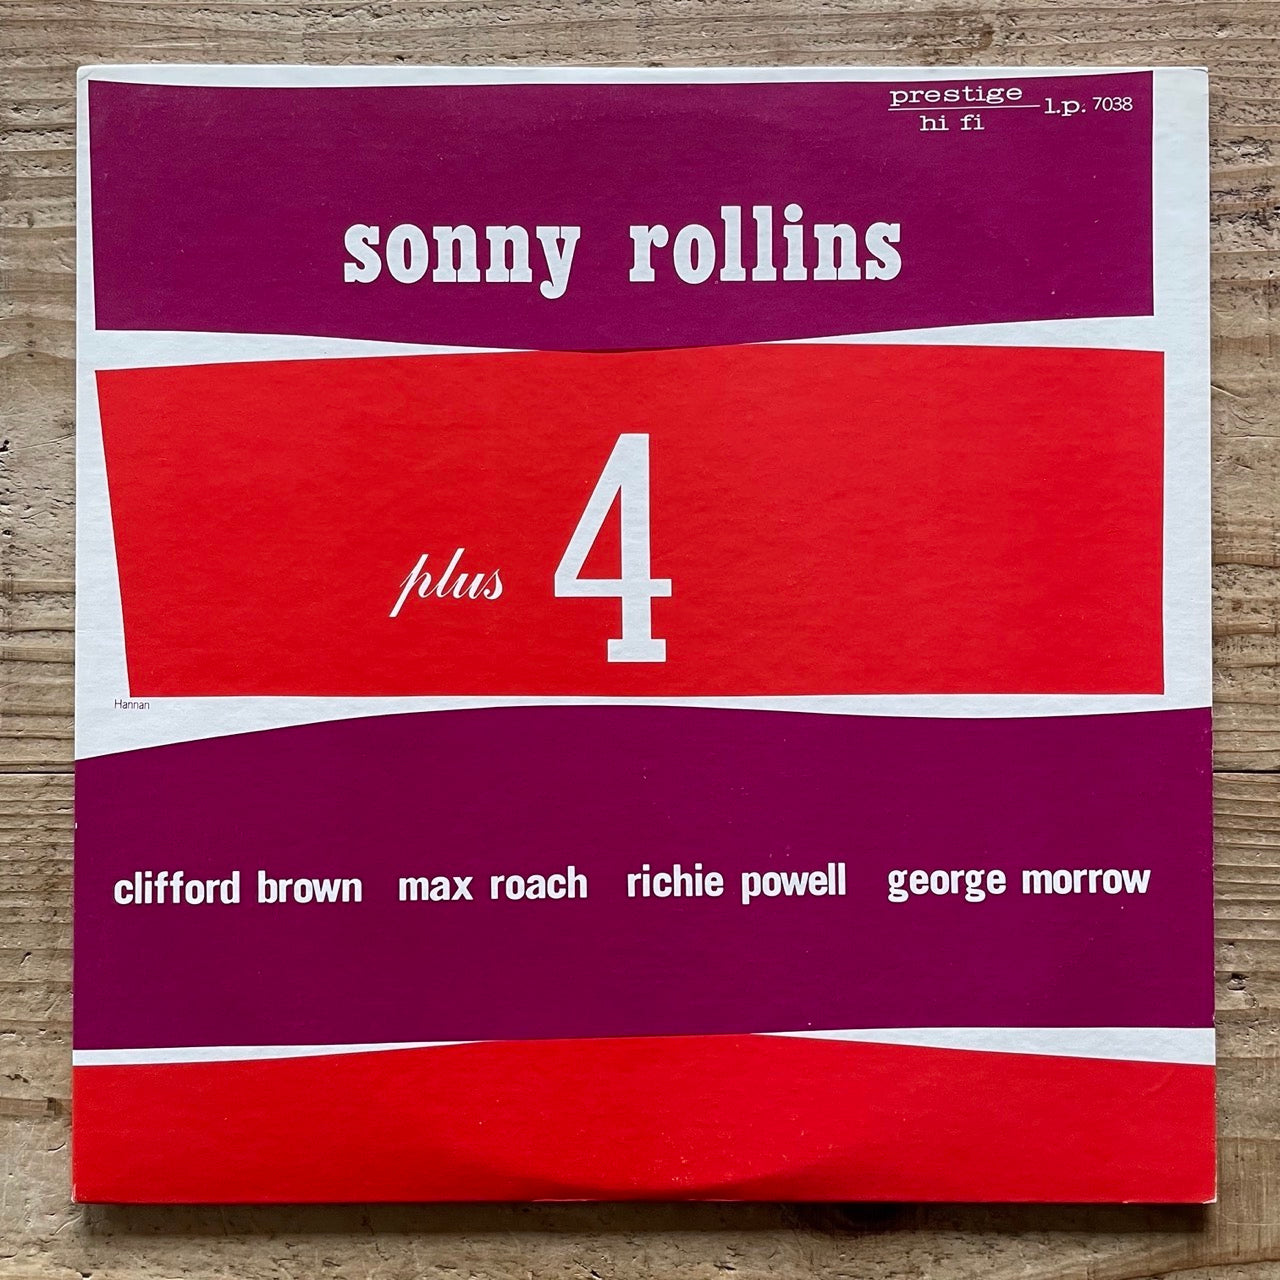 prestige
hi fi
l.p. 7038
sonny rollins
plus 4
Hannan
clifford brown max roach richie powell george morrow